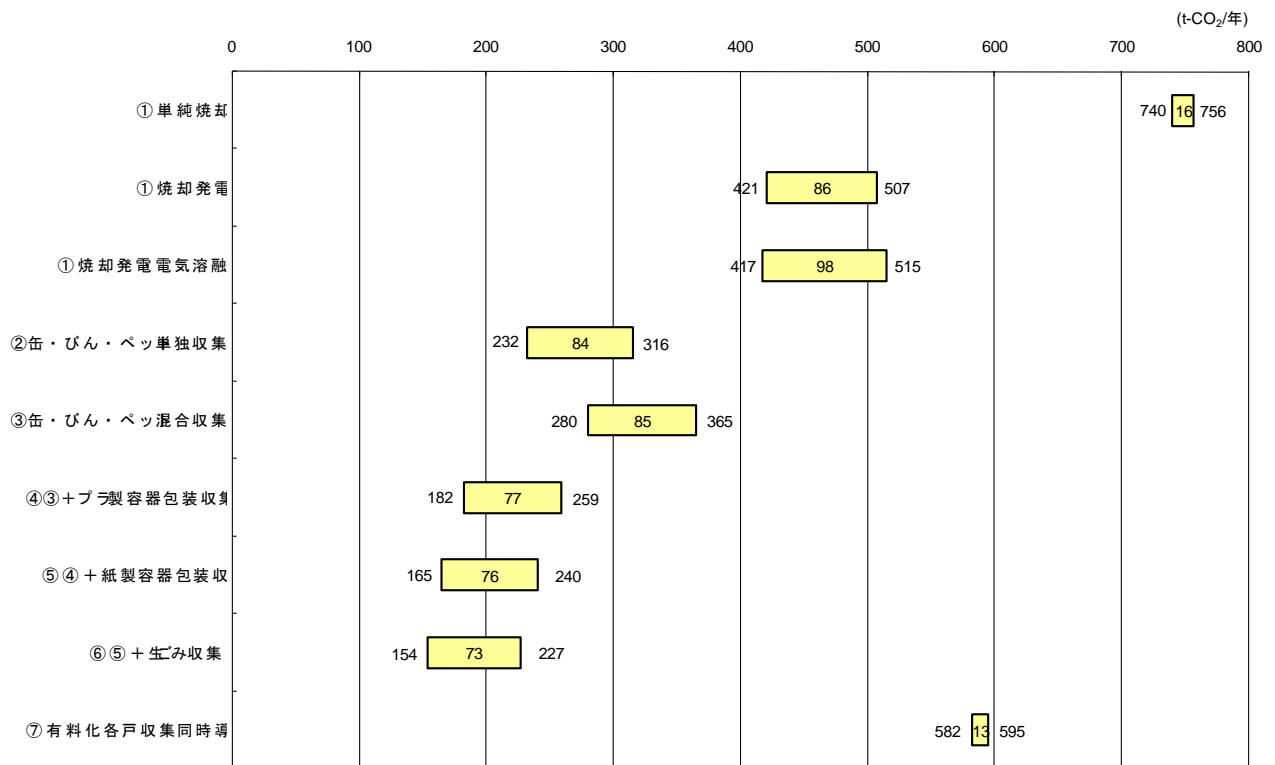 (t-CO2/年)
0 100 200 300 400 500 600 700 800
①単純焼却
740 16 756
①焼却発電
421 86 507
①焼却発電電気溶融
417 98 515
②缶・びん・ペッ単独収集
232 84 316
③缶・びん・ペッ混合収集
280 85 365
④③+プラ製容器包装収集
182 77 259
⑤④+紙製容器包装収
165 76 240
⑥⑤+生ごみ収集
154 73 227
⑦有料化各戸収集同時導
582 13 595